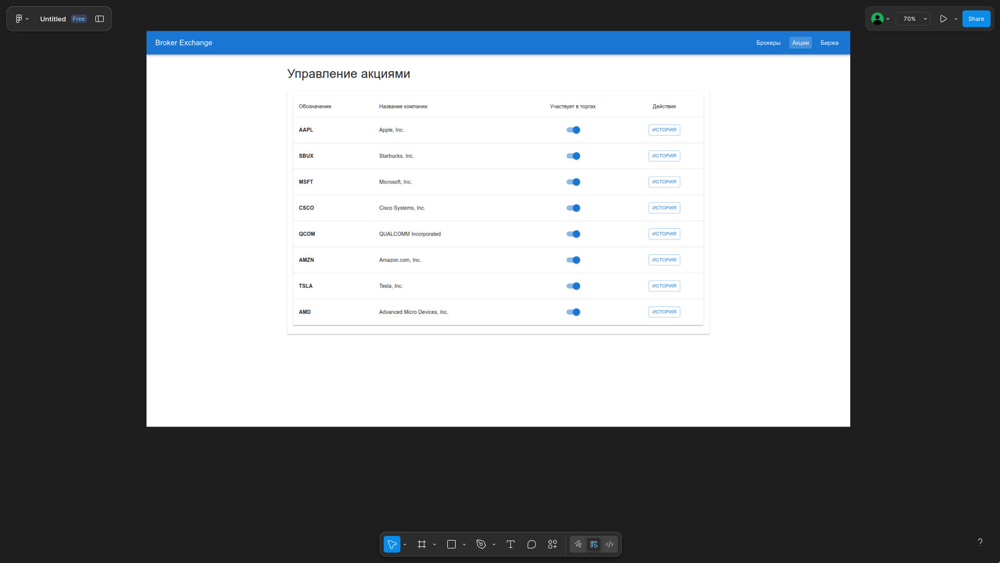 Untitled Free
70%
Share
Broker Exchange
Брокеры Акции Биржа
Управление акциями
Обозначение Название компании Участвует в торгах Действия
AAPL Apple, Inc. ИСТОРИЯ
SBUX Starbucks, Inc. ИСТОРИЯ
MSFT Microsoft, Inc. ИСТОРИЯ
CSCO Cisco Systems, Inc. ИСТОРИЯ
QCOM QUALCOMM Incorporated ИСТОРИЯ
AMZN Amazon.com, Inc. ИСТОРИЯ
TSLA Tesla, Inc. ИСТОРИЯ
AMD Advanced Micro Devices, Inc. ИСТОРИЯ
?